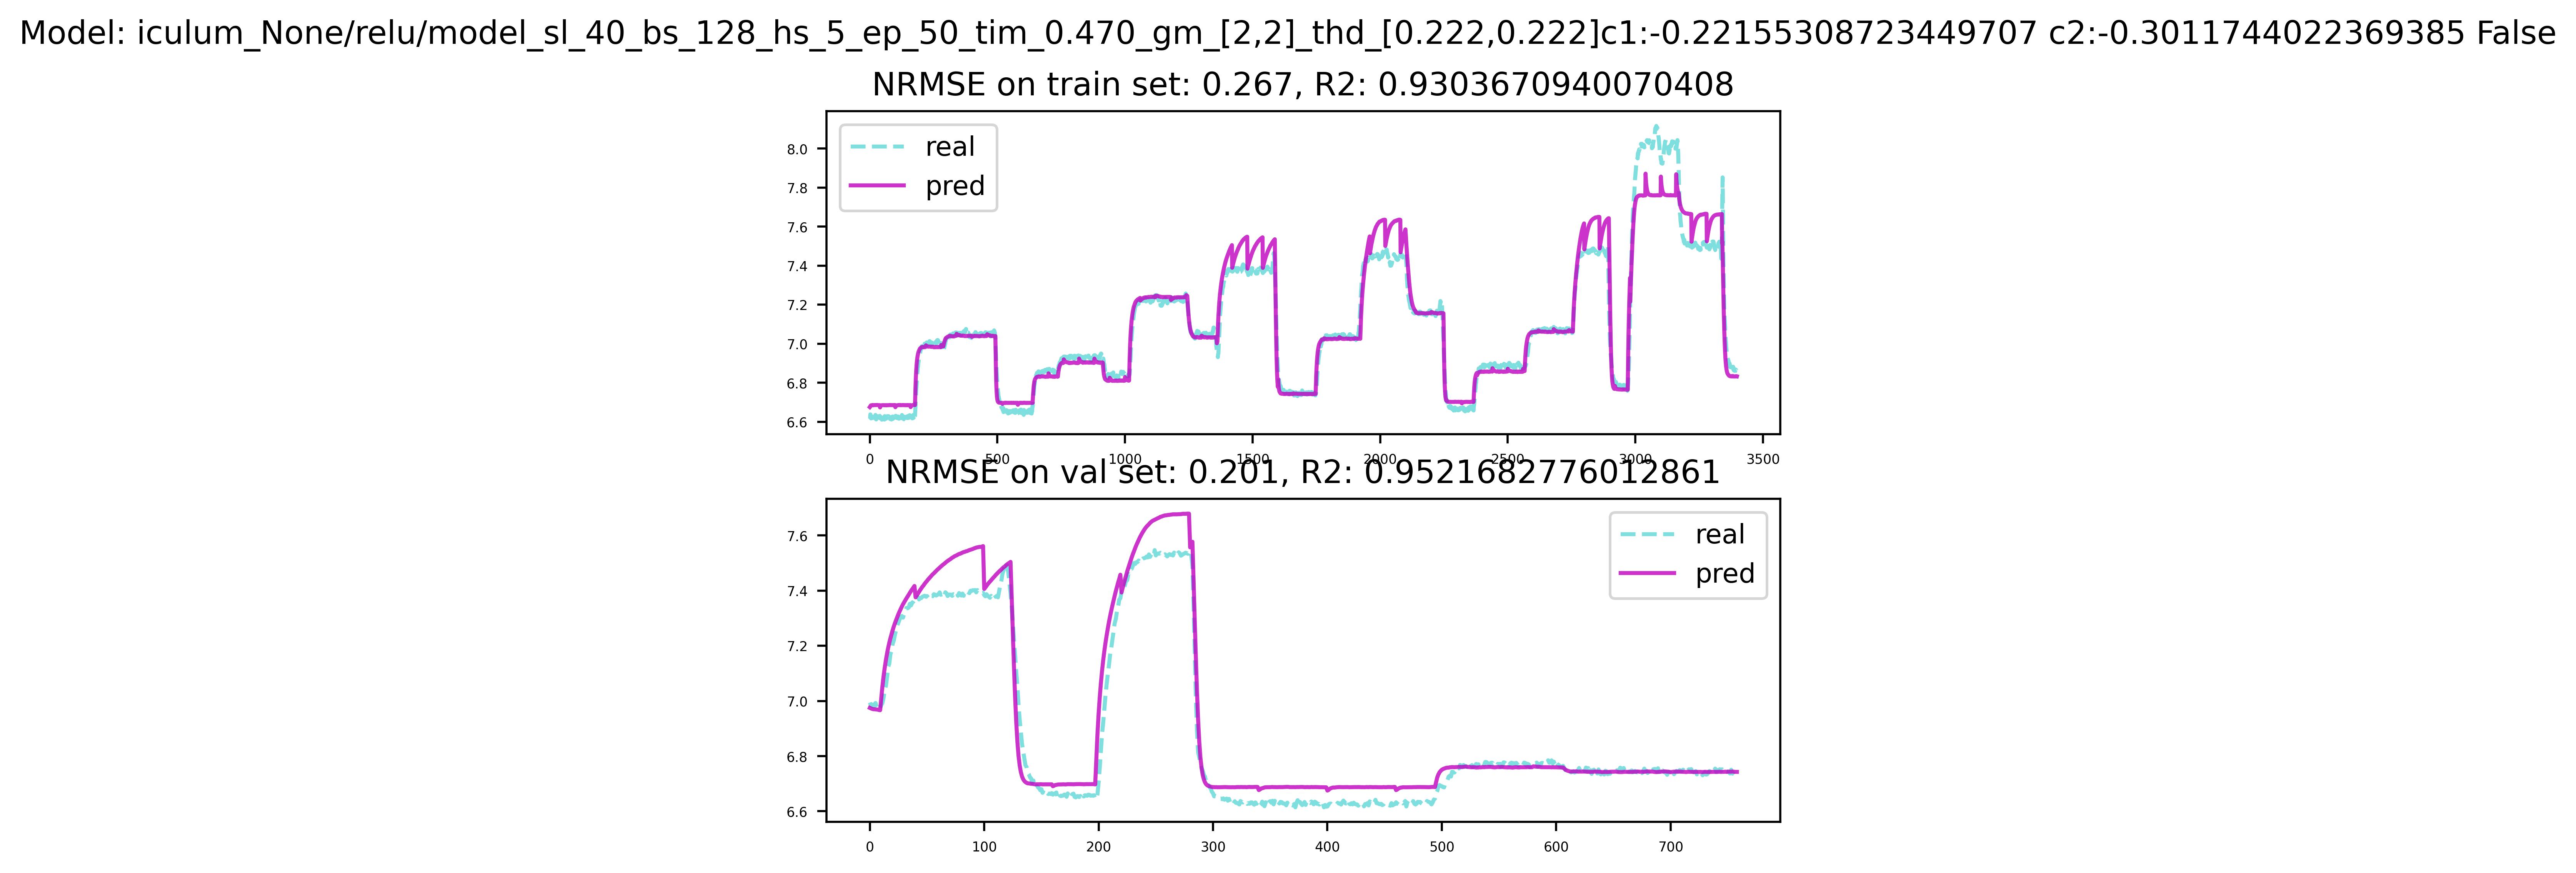 Model: iculum_None/relu/model_sl_40_bs_128_hs_5_ep_50_tim_0.470_gm_[2,2]_thd_[0.222,0.222]c1:-0.22155308723449707 c2:-0.3011744022369385 False
NRMSE on train set: 0.267, R2: 0.9303670940070408
real
pred
8.0
7.8
7.6
7.4
7.2
7.0
6.8
6.6
0 500 1000 1500 2000 2500 3000 3500
NRMSE on val set: 0.201, R2: 0.9521682776012861
real
pred
7.6
7.4
7.2
7.0
6.8
6.6
0 100 200 300 400 500 600 700